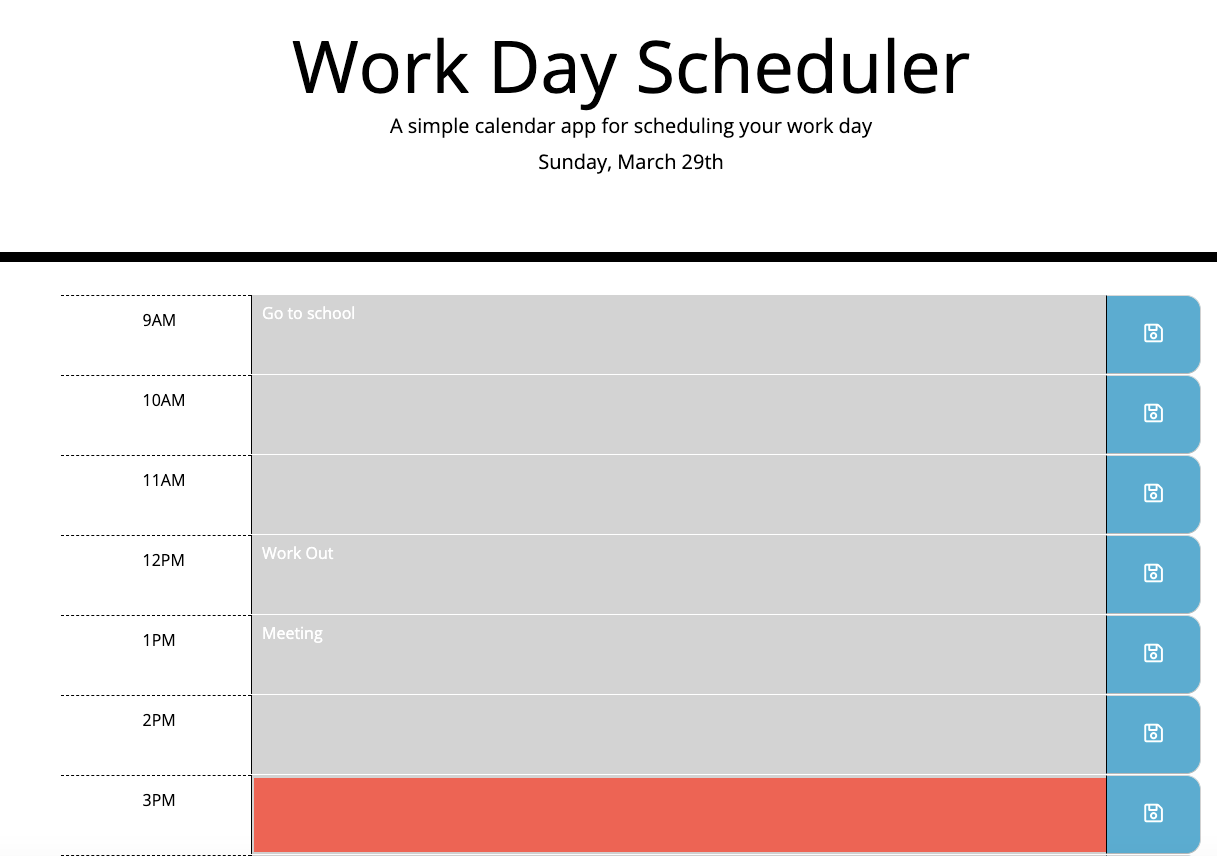 Work Day Scheduler
A simple calendar app for scheduling your work day
Sunday, March 29th
9AM
Go to school
10AM
11AM
12PM
Work Out
1PM
Meeting
2PM
3PM